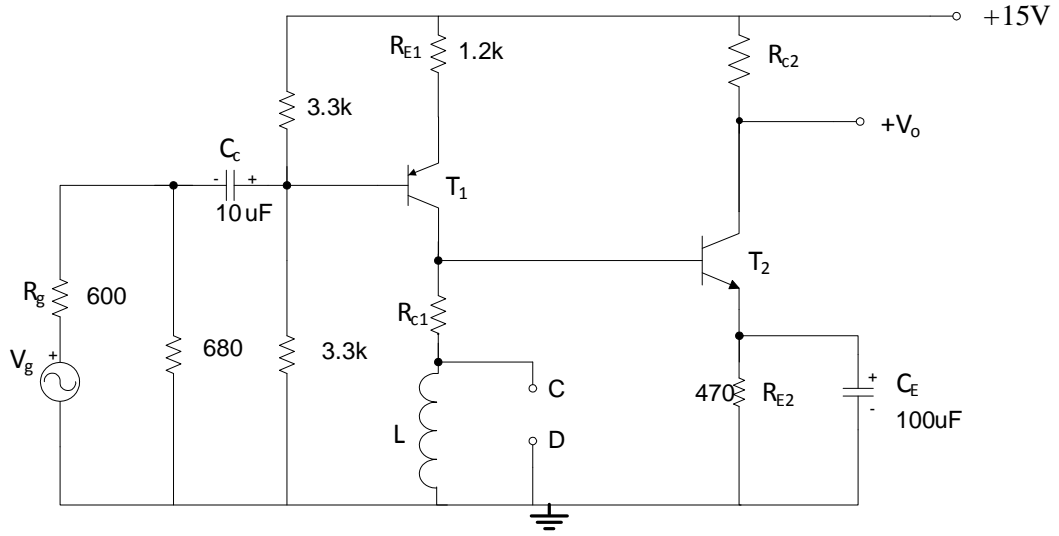 +15V
R_E1
1.2k
R_c2
3.3k
+V_o
C_c
- +
10uF
T_1
T_2
R_g
600
R_c1
+
V_g
680
3.3k
C
470
R_E2
+
C_E
-
100uF
L
D